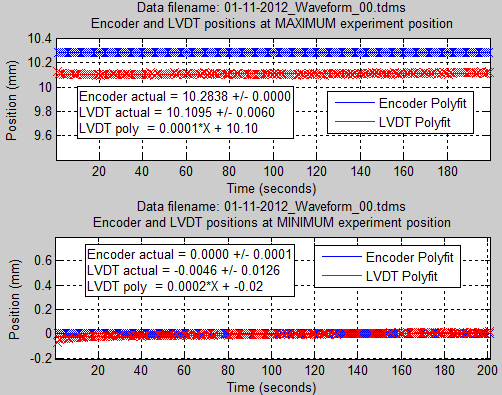 Data filename: 01-11-2012_Waveform_00.tdms
Encoder and LVDT positions at MAXIMUM experiment position
10.4
10.2
10
9.8
9.6
Position (mm)
Encoder actual = 10.2838 +/- 0.0000
LVDT actual = 10.1095 +/- 0.0060
LVDT poly = 0.0001*X + 10.10
Encoder Polyfit
LVDT Polyfit
20 40 60 80 100 120 140 160 180
Time (seconds)
Data filename: 01-11-2012_Waveform_00.tdms
Encoder and LVDT positions at MINIMUM experiment position
0.6
0.4
0.2
0
-0.2
Position (mm)
Encoder actual = 0.0000 +/- 0.0001
LVDT actual = -0.0046 +/- 0.0126
LVDT poly = 0.0002*X + -0.02
Encoder Polyfit
LVDT Polyfit
20 40 60 80 100 120 140 160 180 200
Time (seconds)